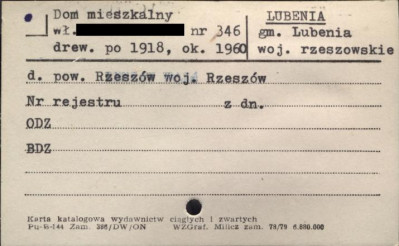 Dom mieszkalny LUBENIA
wł. nr 346 gm. Lubenia
drew. po 1918, ok. 1960 woj. rzeszowskie
d. pow. Rzeszów woj. Rzeszów
Nr rejestru z dn.
ODZ
BDZ
Karta katalogowa wydawnictw ciągłych i zwartych
Pu-K-144 Zam. 386/DW/ON WZGraf. Milicz zam. 78/79 6.800.000